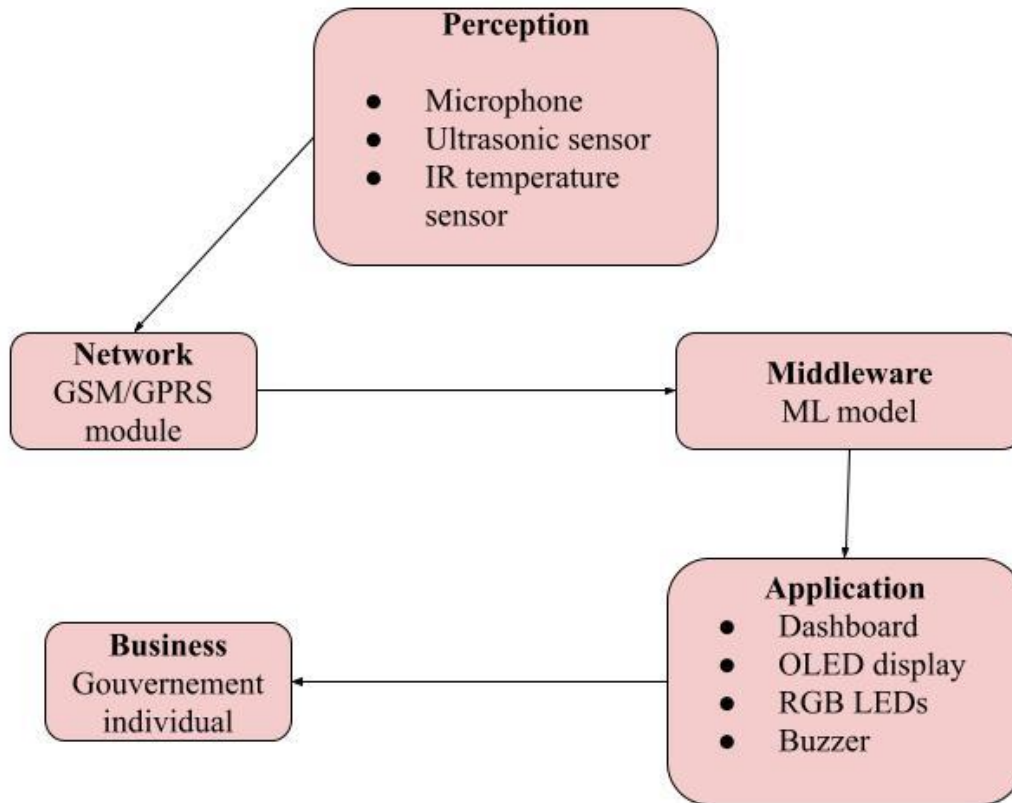 Perception
● Microphone
● Ultrasonic sensor
● IR temperature
sensor
Network
GSM/GPRS
module
Middleware
ML model
Application
● Dashboard
● OLED display
● RGB LEDs
● Buzzer
Business
Gouvernement
individual